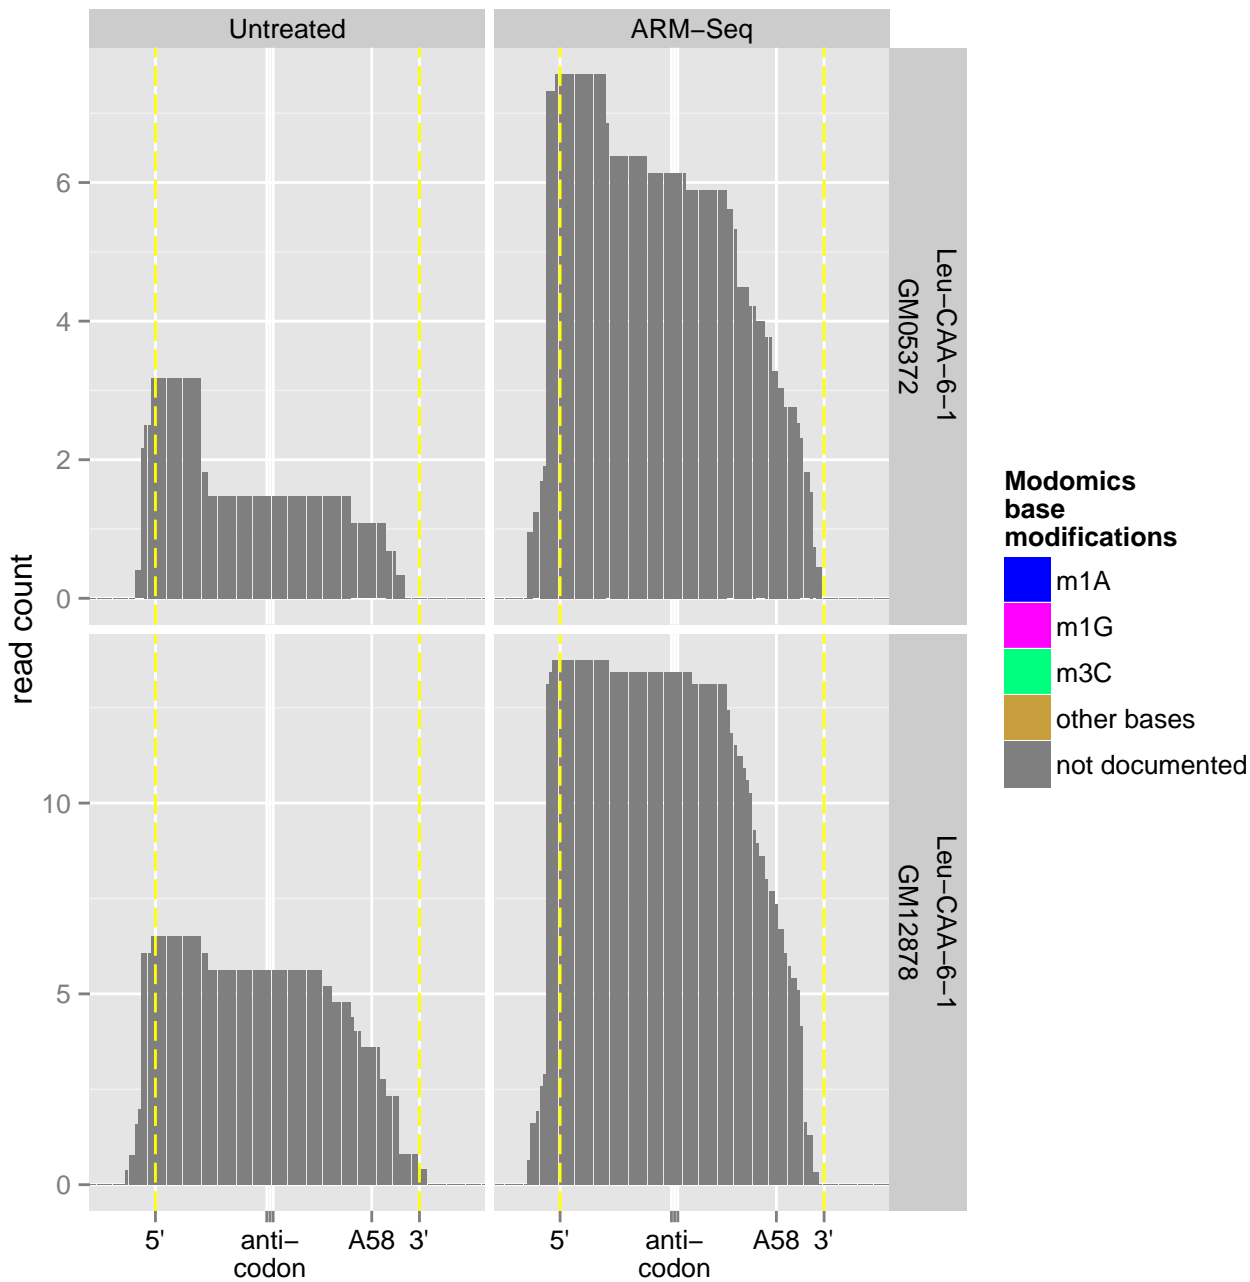 Untreated
ARM−Seq
read count
6
4
2
0
Leu−CAA−6−1
GM05372
10
5
0
Leu−CAA−6−1
GM12878
5'
anti−
codon
A58
3'
5'
anti−
codon
A58
3'
Modomics
base
modifications
m1A
m1G
m3C
other bases
not documented